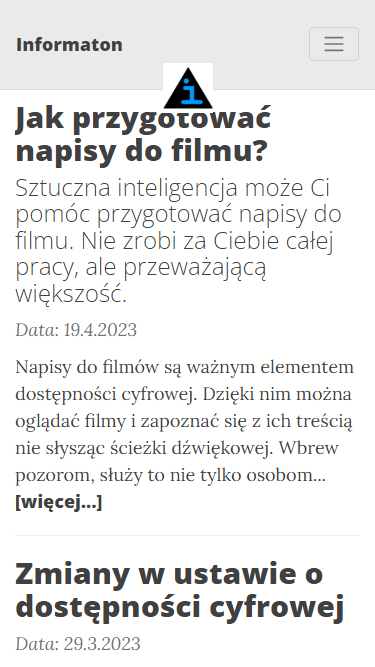 Informaton
i
Jak przygotować
napisy do filmu?
Sztuczna inteligencja może Ci
pomóc przygotować napisy do
filmu. Nie zrobi za Ciebie całej
pracy, ale przeważającą
większość.
Data: 19.4.2023
Napisy do filmów są ważnym elementem
dostępności cyfrowej. Dzięki nim można
oglądać filmy i zapoznać się z ich treścią
nie słysząc ścieżki dźwiękowej. Wbrew
pozorom, służy to nie tylko osobom...
[więcej...]
Zmiany w ustawie o
dostępności cyfrowej
Data: 29.3.2023